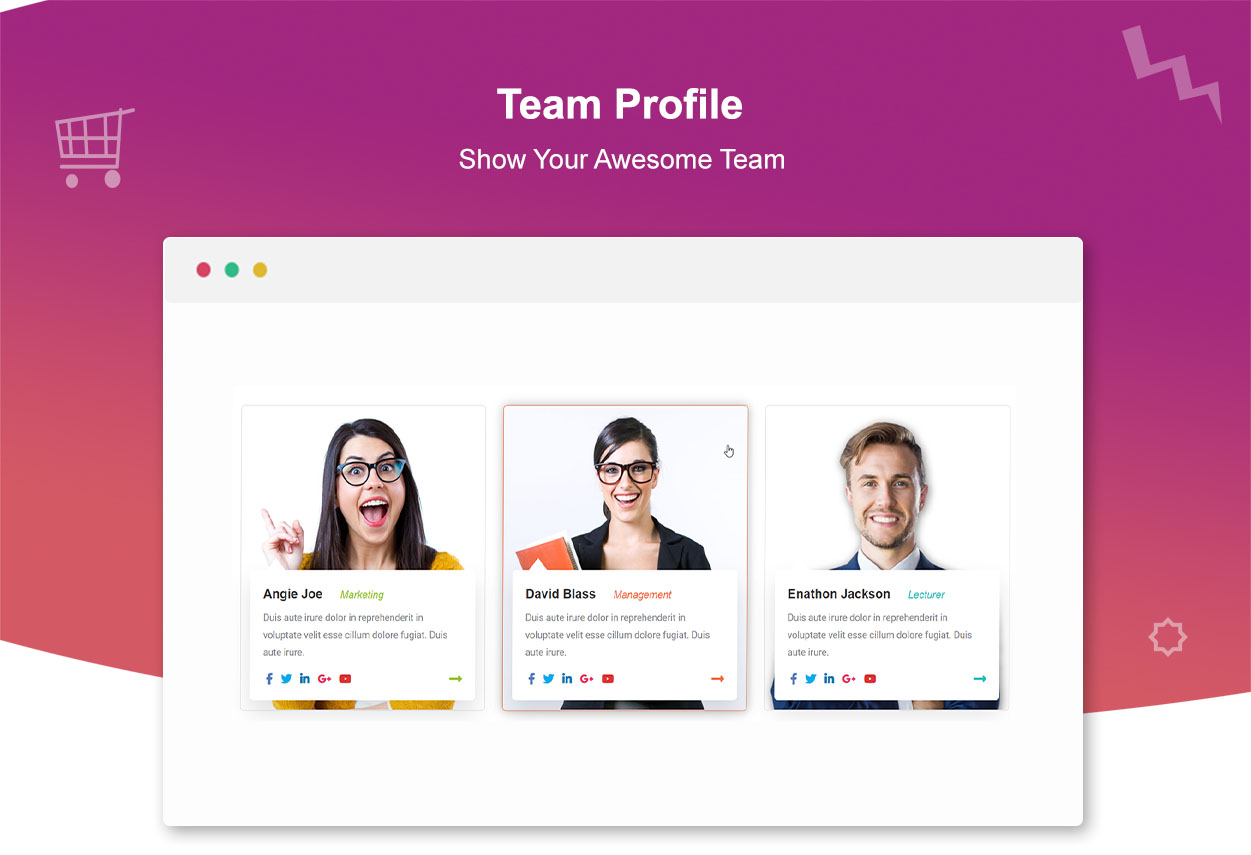 Team Profile
Show Your Awesome Team
Angie Joe Marketing
Duis aute irure dolor in reprehenderit in
voluptate velit esse cillum dolore fugiat. Duis
aute irure.
David Blass Management
Duis aute irure dolor in reprehenderit in
voluptate velit esse cillum dolore fugiat. Duis
aute irure.
Enathon Jackson Lecturer
Duis aute irure dolor in reprehenderit in
voluptate velit esse cillum dolore fugiat. Duis
aute irure.